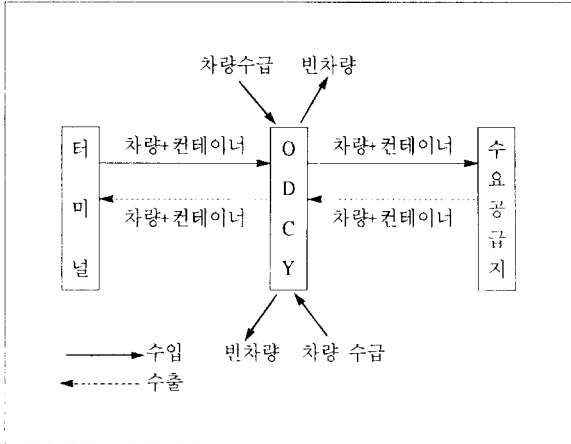 차량수급 빈차량
터미널
차량+컨테이너
ODCY
차량+컨테이너
수요공급지
차량+컨테이너
차량+컨테이너
빈차량 차량 수급
수입
수출